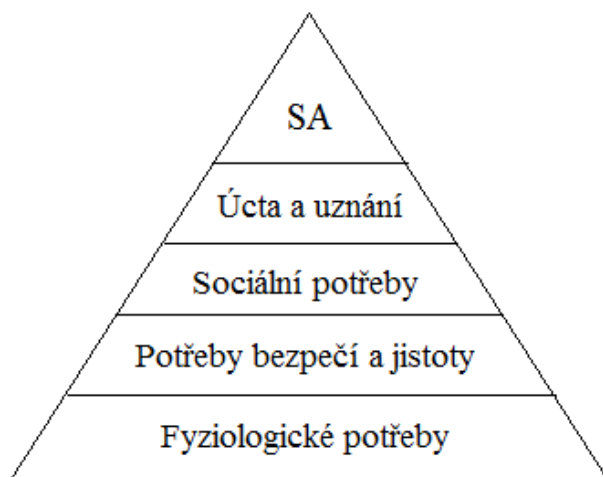 SA
Úcta a uznání
Sociální potřeby
Potřeby bezpečí a jistoty
Fyziologické potřeby